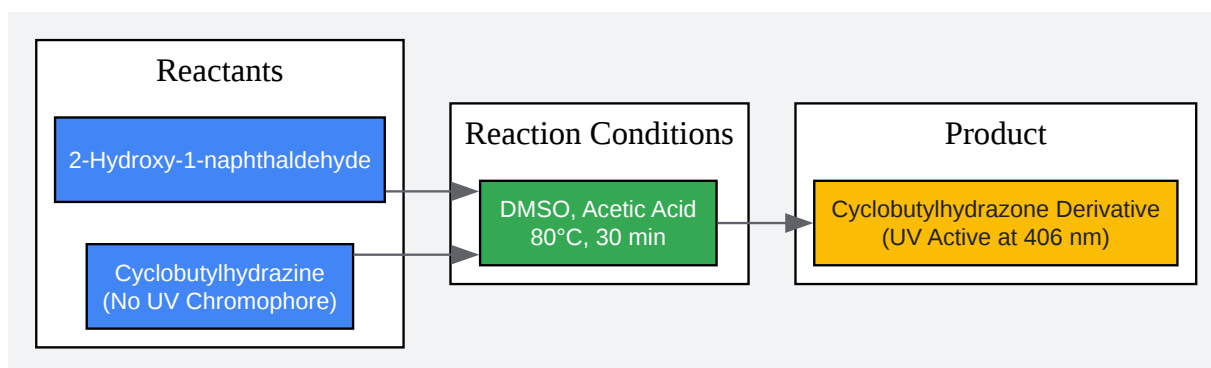 Reactants
2-Hydroxy-1-naphthaldehyde
Cyclobutylhydrazine
(No UV Chromophore)
Reaction Conditions
DMSO, Acetic Acid
80°C, 30 min
Product
Cyclobutylhydrazone Derivative
(UV Active at 406 nm)